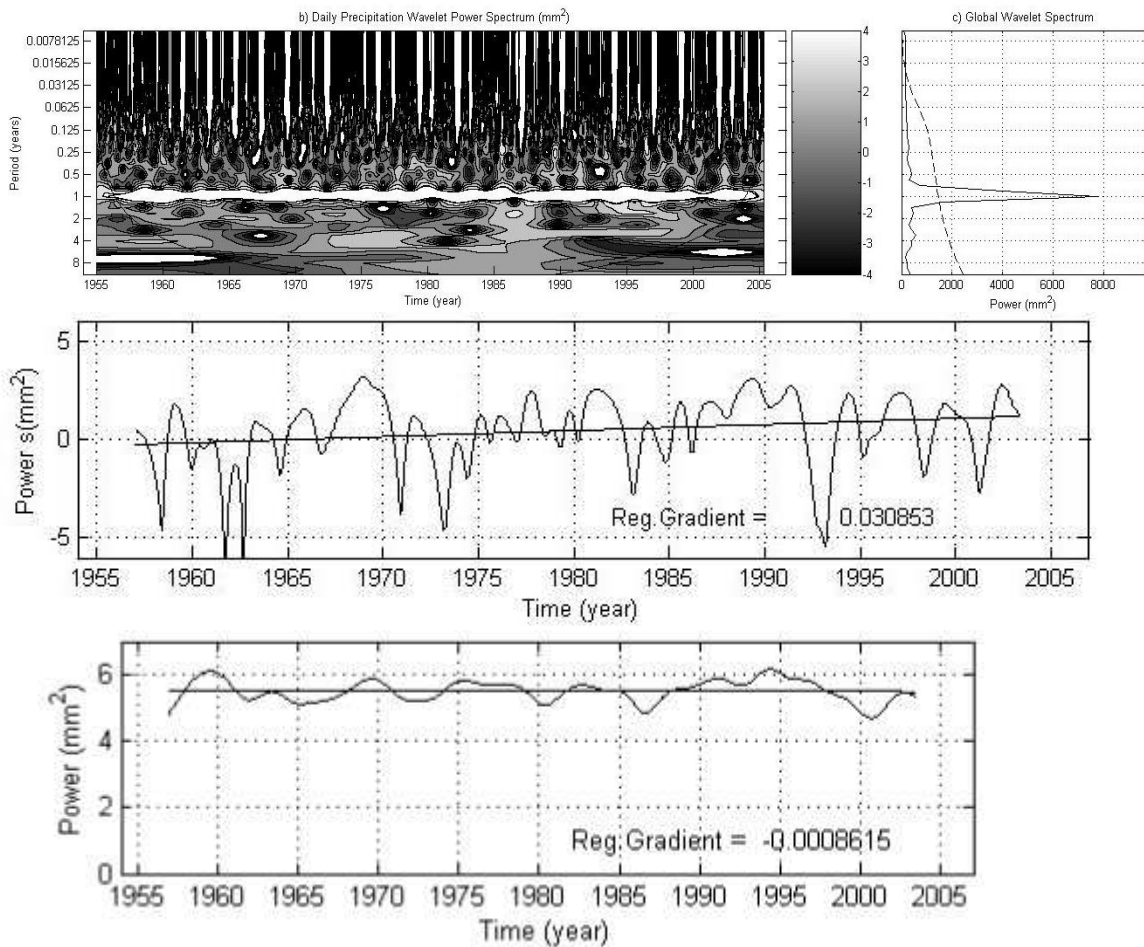 b) Daily Precipitation Wavelet Power Spectrum (mm²)
c) Global Wavelet Spectrum
Period (years)
0.0078125
0.015625
0.03125
0.0625
0.125
0.25
0.5
1
2
4
8
1955 1960 1965 1970 1975 1980 1985 1990 1995 2000 2005
Time (year)
4
3
2
1
0
-1
-2
-3
-4
0 2000 4000 6000 8000
Power (mm²)
Power s(mm²)
5
0
-5
Reg.Gradient = 0.030853
1955 1960 1965 1970 1975 1980 1985 1990 1995 2000 2005
Time (year)
Power (mm²)
6
4
2
0
Reg.Gradient = -0.0008615
1955 1960 1965 1970 1975 1980 1985 1990 1995 2000 2005
Time (year)